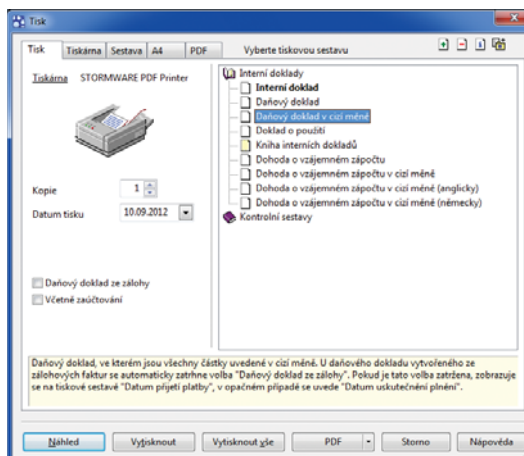 Tisk
Tisk Tiskárna Sestava A4 PDF Vyberte tiskovou sestavu
Tiskárna STORMWARE PDF Printer
Kopie 1
Datum tisku 10.09.2012
Daňový doklad ze zálohy
Včetně zaúčtování
Interní doklady
Interní doklad
Daňový doklad
Daňový doklad v cizí měně
Doklad o použití
Kniha interních dokladů
Dohoda o vzájemném zápočtu
Dohoda o vzájemném zápočtu v cizí měně
Dohoda o vzájemném zápočtu v cizí měně (anglicky)
Dohoda o vzájemném zápočtu v cizí měně (německy)
Kontrolní sestavy
Daňový doklad, ve kterém jsou všechny částky uvedené v cizí měně. U daňového dokladu vytvořeného ze
zálohových faktur se automaticky zatrhne volba "Daňový doklad ze zálohy". Pokud je tato volba zatržena, zobrazuje
se na tiskové sestavě "Datum přijetí platby", v opačném případě se uvede "Datum uskutečnění plnění".
Náhled Vytisknout Vytisknout vše PDF Storno Nápověda